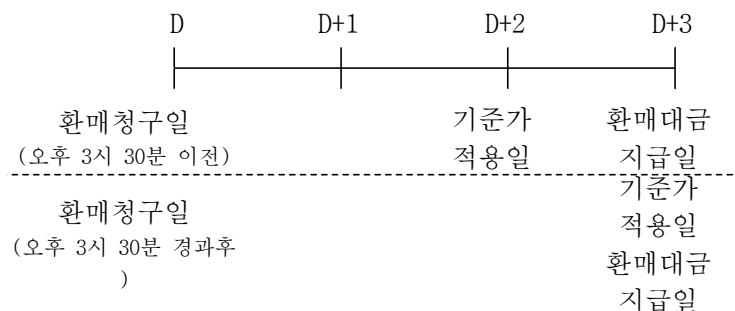 D D+1 D+2 D+3
환매청구일 기준가 환매대금
(오후 3시 30분 이전) 적용일 지급일
기준가
환매청구일 적용일
(오후 3시 30분 경과후 환매대금
) 지급일